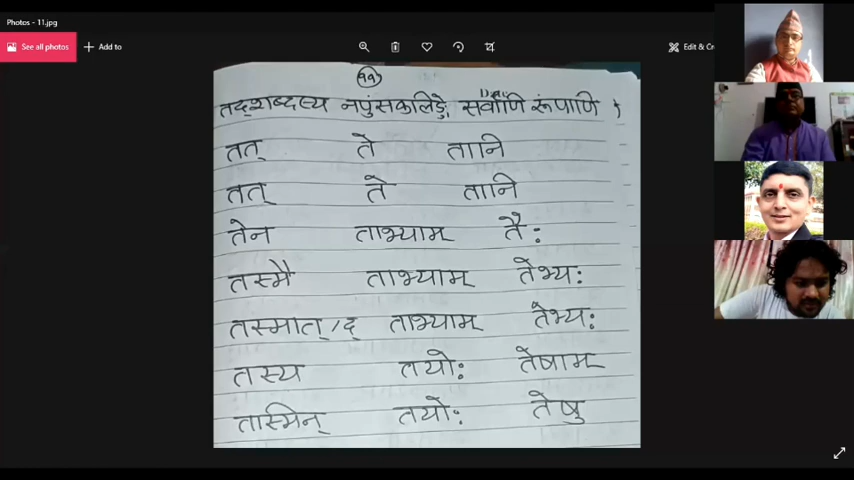 Photos - 11.jpg
See all photos
Add to
Edit & Cr
११
तद्शब्दस्य नपुंसकलिङ्गे सर्वाणि रूपाणि
तत् ते तानि
तत् ते तानि
तेन ताभ्याम् तैः
तस्मै ताभ्याम् तेभ्यः
तस्मात्/द् ताभ्याम् तेभ्यः
तस्य तयोः तेषाम्
तास्मिन् तयोः तेषु